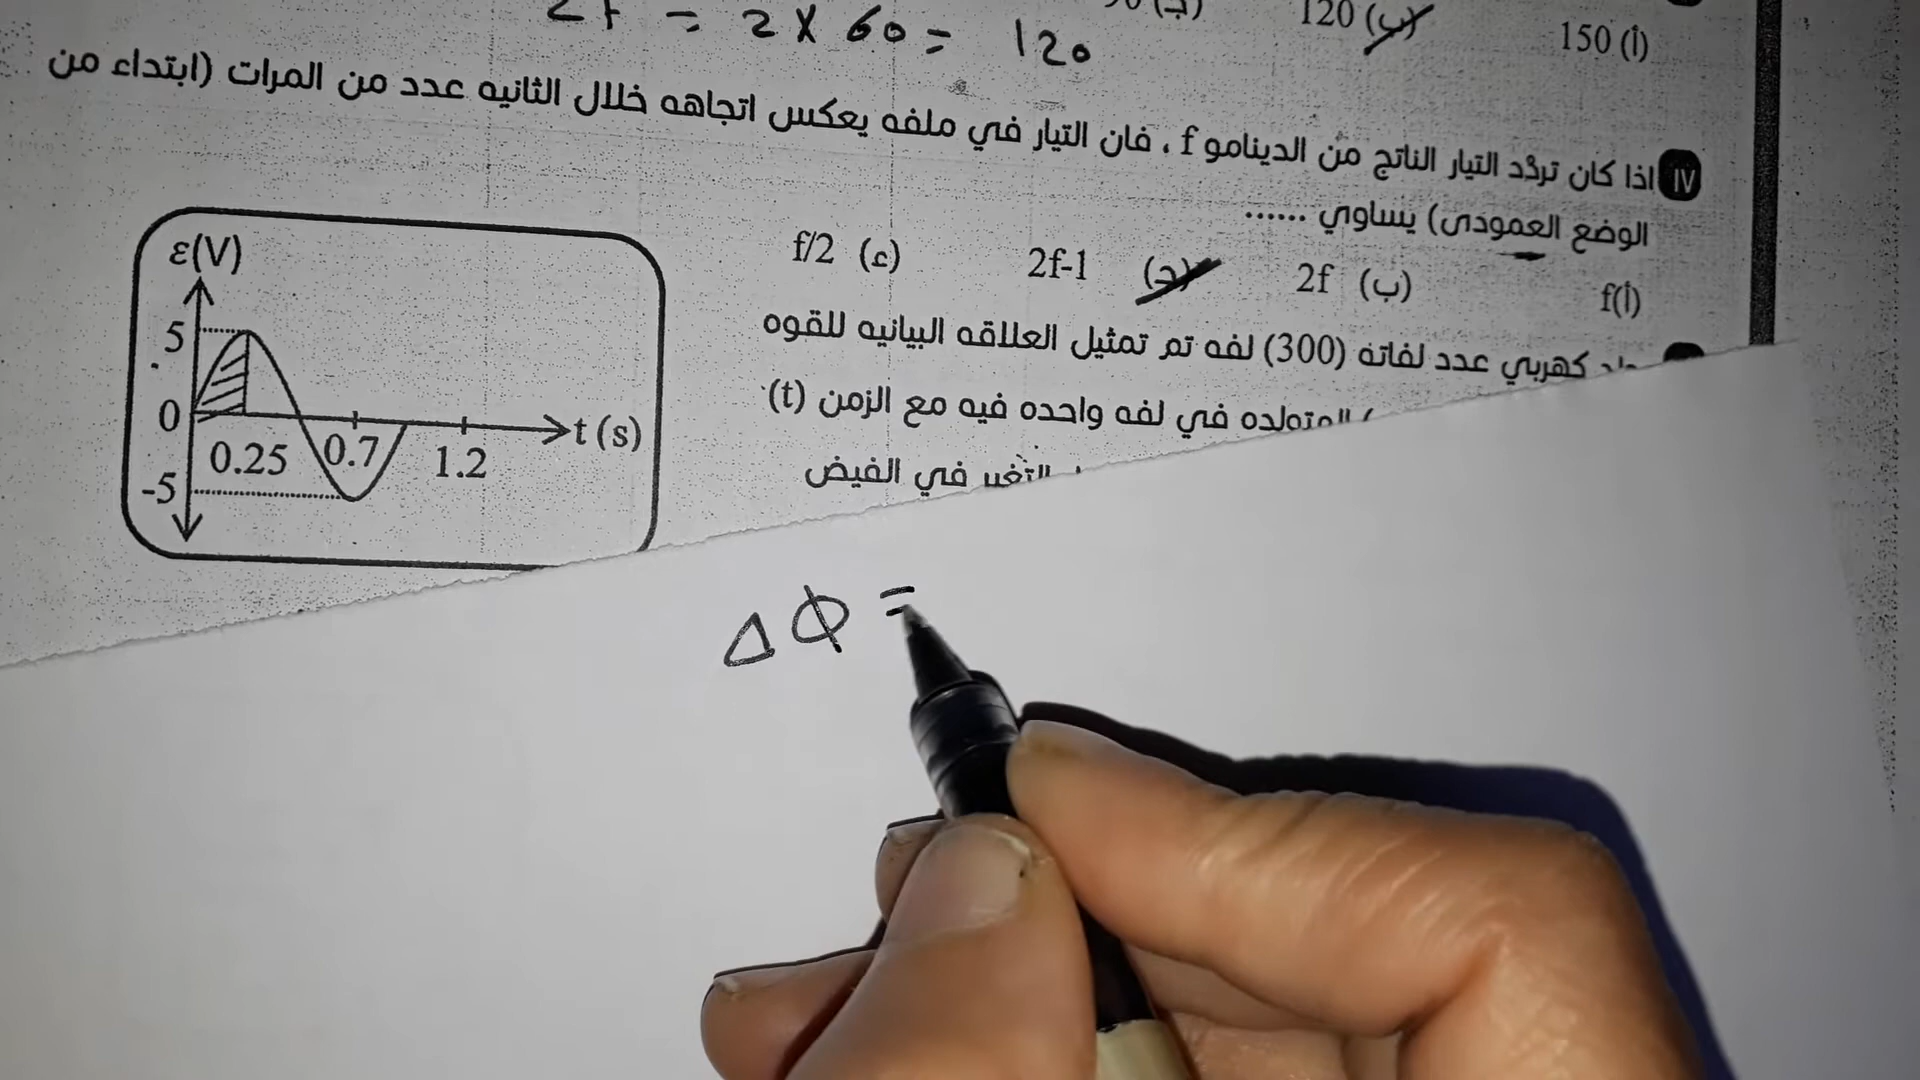 = 2 X 60 = 120
150 (أ) 120 (ب)
١٧ اذا كان تردد التيار الناتج من الدينامو f ، فان التيار في ملفه يعكس اتجاهه خلال الثانيه عدد من المرات (ابتداء من
الوضع العمودى) يساوي ......
f(أ) 2f (ب) 2f-1 (ج) f/2 (ء)
كهربي عدد لفاته (300) لفه تم تمثيل العلاقه البيانيه للقوه
المتولده في لفه واحده فيه مع الزمن (t)
التغير في الفيض
ε(V)
5
0
-5
0.25
0.7
1.2
t (s)
Δ Φ =